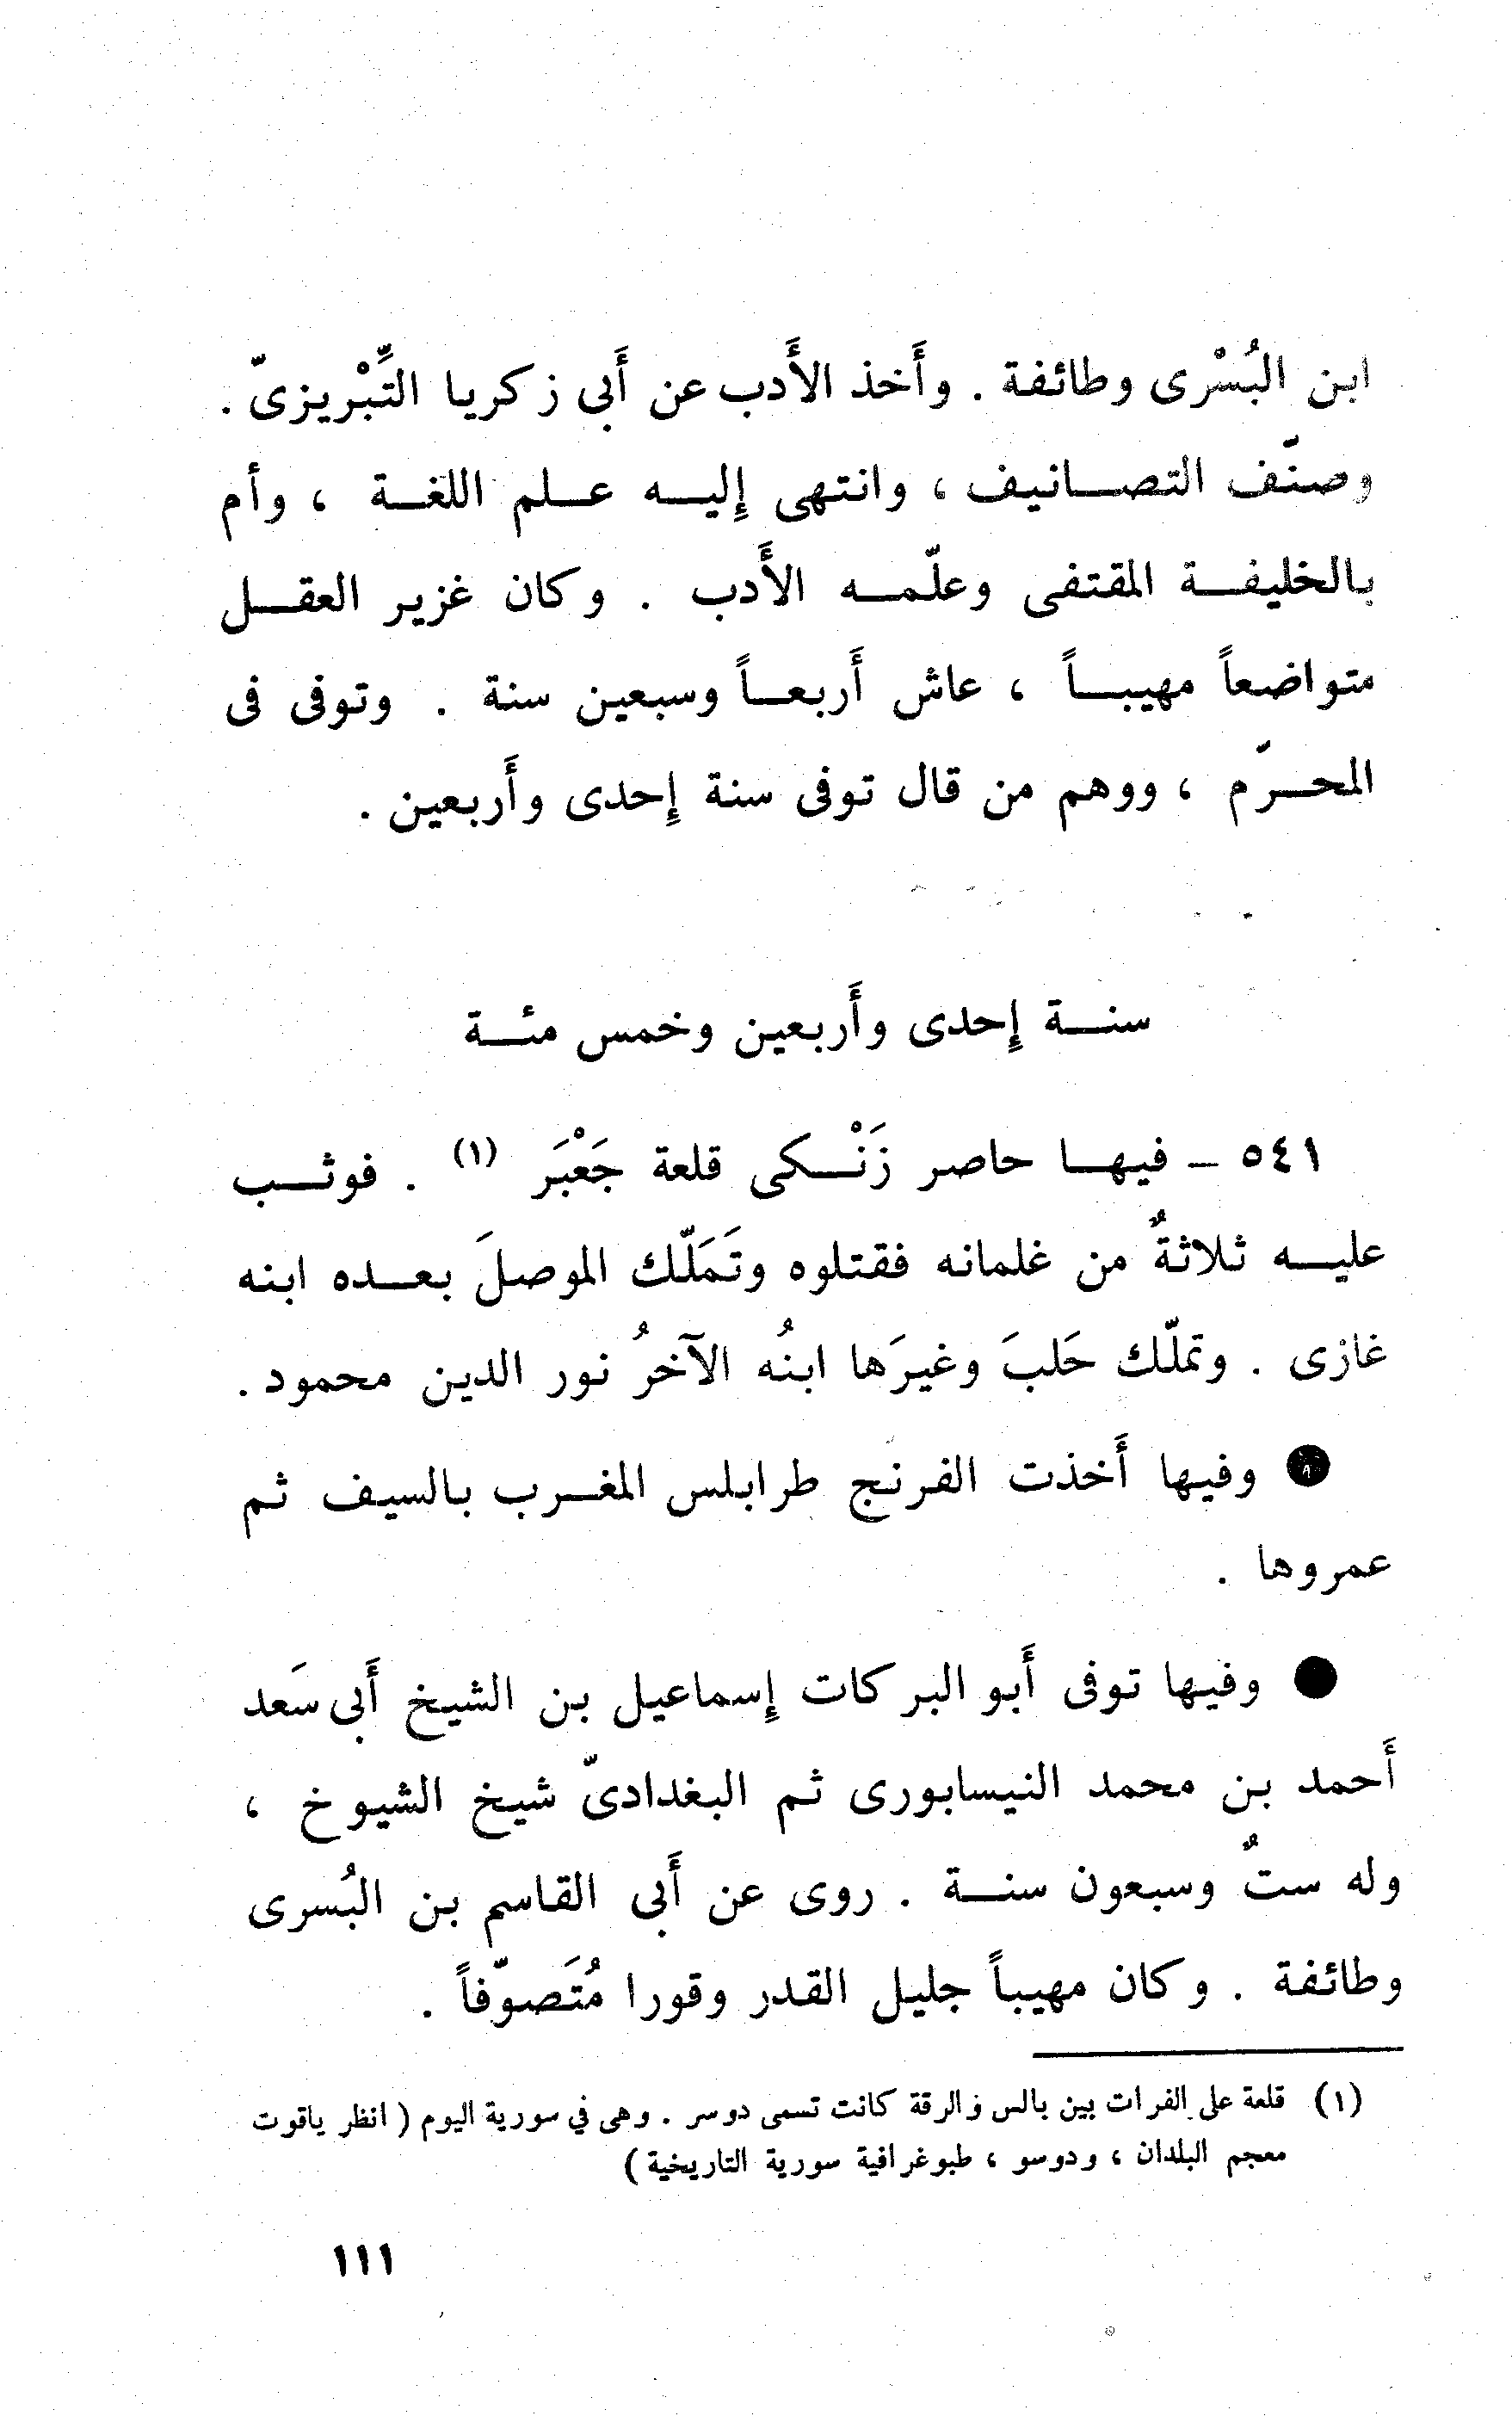 ابن البُسْرى وطائفة . وأَخذ الأَدب عن أَبى زكريا التِّبْريزىّ .
وصنّف التصانيف ، وانتهى إِليه علم اللغة ، وأم
بالخليفة المقتفى وعلّمه الأَدب . وكان غزير العقل
متواضعاً مهيباً ، عاش أَربعاً وسبعين سنة . وتوفى فى
المحرّم ، ووهم من قال توفى سنة إِحدى وأَربعين .
سنة إِحدى وأَربعين وخمس مئة
٥٤١ – فيها حاصر زَنْكى قلعة جَعْبَر (١) . فوثب
عليه ثلاثةٌ من غلمانه فقتلوه وتَمَلّك الموصلَ بعده ابنه
غازى . وتملّك حَلبَ وغيرَها ابنُه الآخرُ نور الدين محمود .
● وفيها أَخذت الفرنج طرابلس المغرب بالسيف ثم
عمروها .
● وفيها توفى أَبو البركات إِسماعيل بن الشيخ أَبى سَعد
أَحمد بن محمد النيسابورى ثم البغدادىّ شيخ الشيوخ ،
وله ستٌ وسبعون سنة . روى عن أَبى القاسم بن البُسرى
وطائفة . وكان مهيباً جليل القدر وقورا مُتَصوّفاً .
(١) قلعة على الفرات بين بالس والرقة كانت تسمى دوسر . وهى في سورية اليوم ( انظر ياقوت
معجم البلدان ، ودوسو ، طبوغرافية سورية التاريخية )
١١١